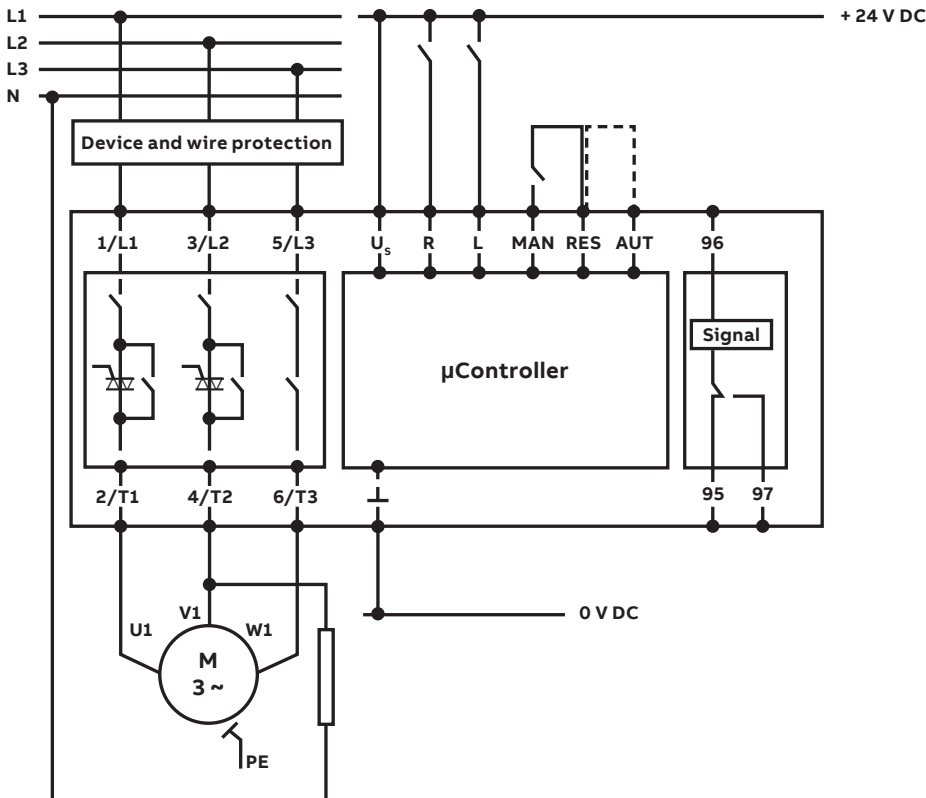 L1
+ 24 V DC
L2
L3
N
Device and wire protection
1/L1 3/L2 5/L3 Us R L MAN RES AUT 96
Signal
µController
2/T1 4/T2 6/T3 95 97
0 V DC
V1
U1 W1
M
3 ~
PE